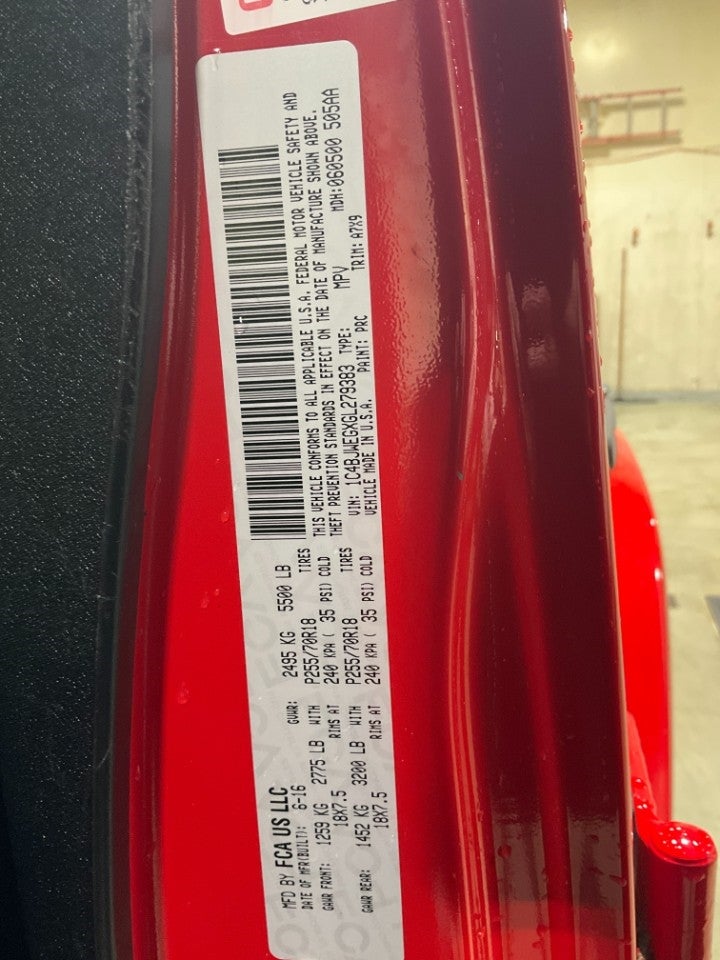 MFD BY FCA US LLC
DATE OF MFR(BUILT): 6-16 GVWR: 2495 KG 5500 LB
GAWR FRONT: 1259 KG 2775 LB WITH P255/70R18 TIRES
18X7.5 RIMS AT 240 KPA ( 35 PSI) COLD
GAWR REAR: 1452 KG 3200 LB WITH P255/70R18 TIRES
18X7.5 RIMS AT 240 KPA ( 35 PSI) COLD
THIS VEHICLE CONFORMS TO ALL APPLICABLE U.S.A. FEDERAL MOTOR VEHICLE SAFETY AND
THEFT PREVENTION STANDARDS IN EFFECT ON THE DATE OF MANUFACTURE SHOWN ABOVE.
VIN: 1C4BJWEGXGL279383 TYPE: MPV MDH:060500 505AA
VEHICLE MADE IN U.S.A. PAINT: PRC TRIM: A7X9